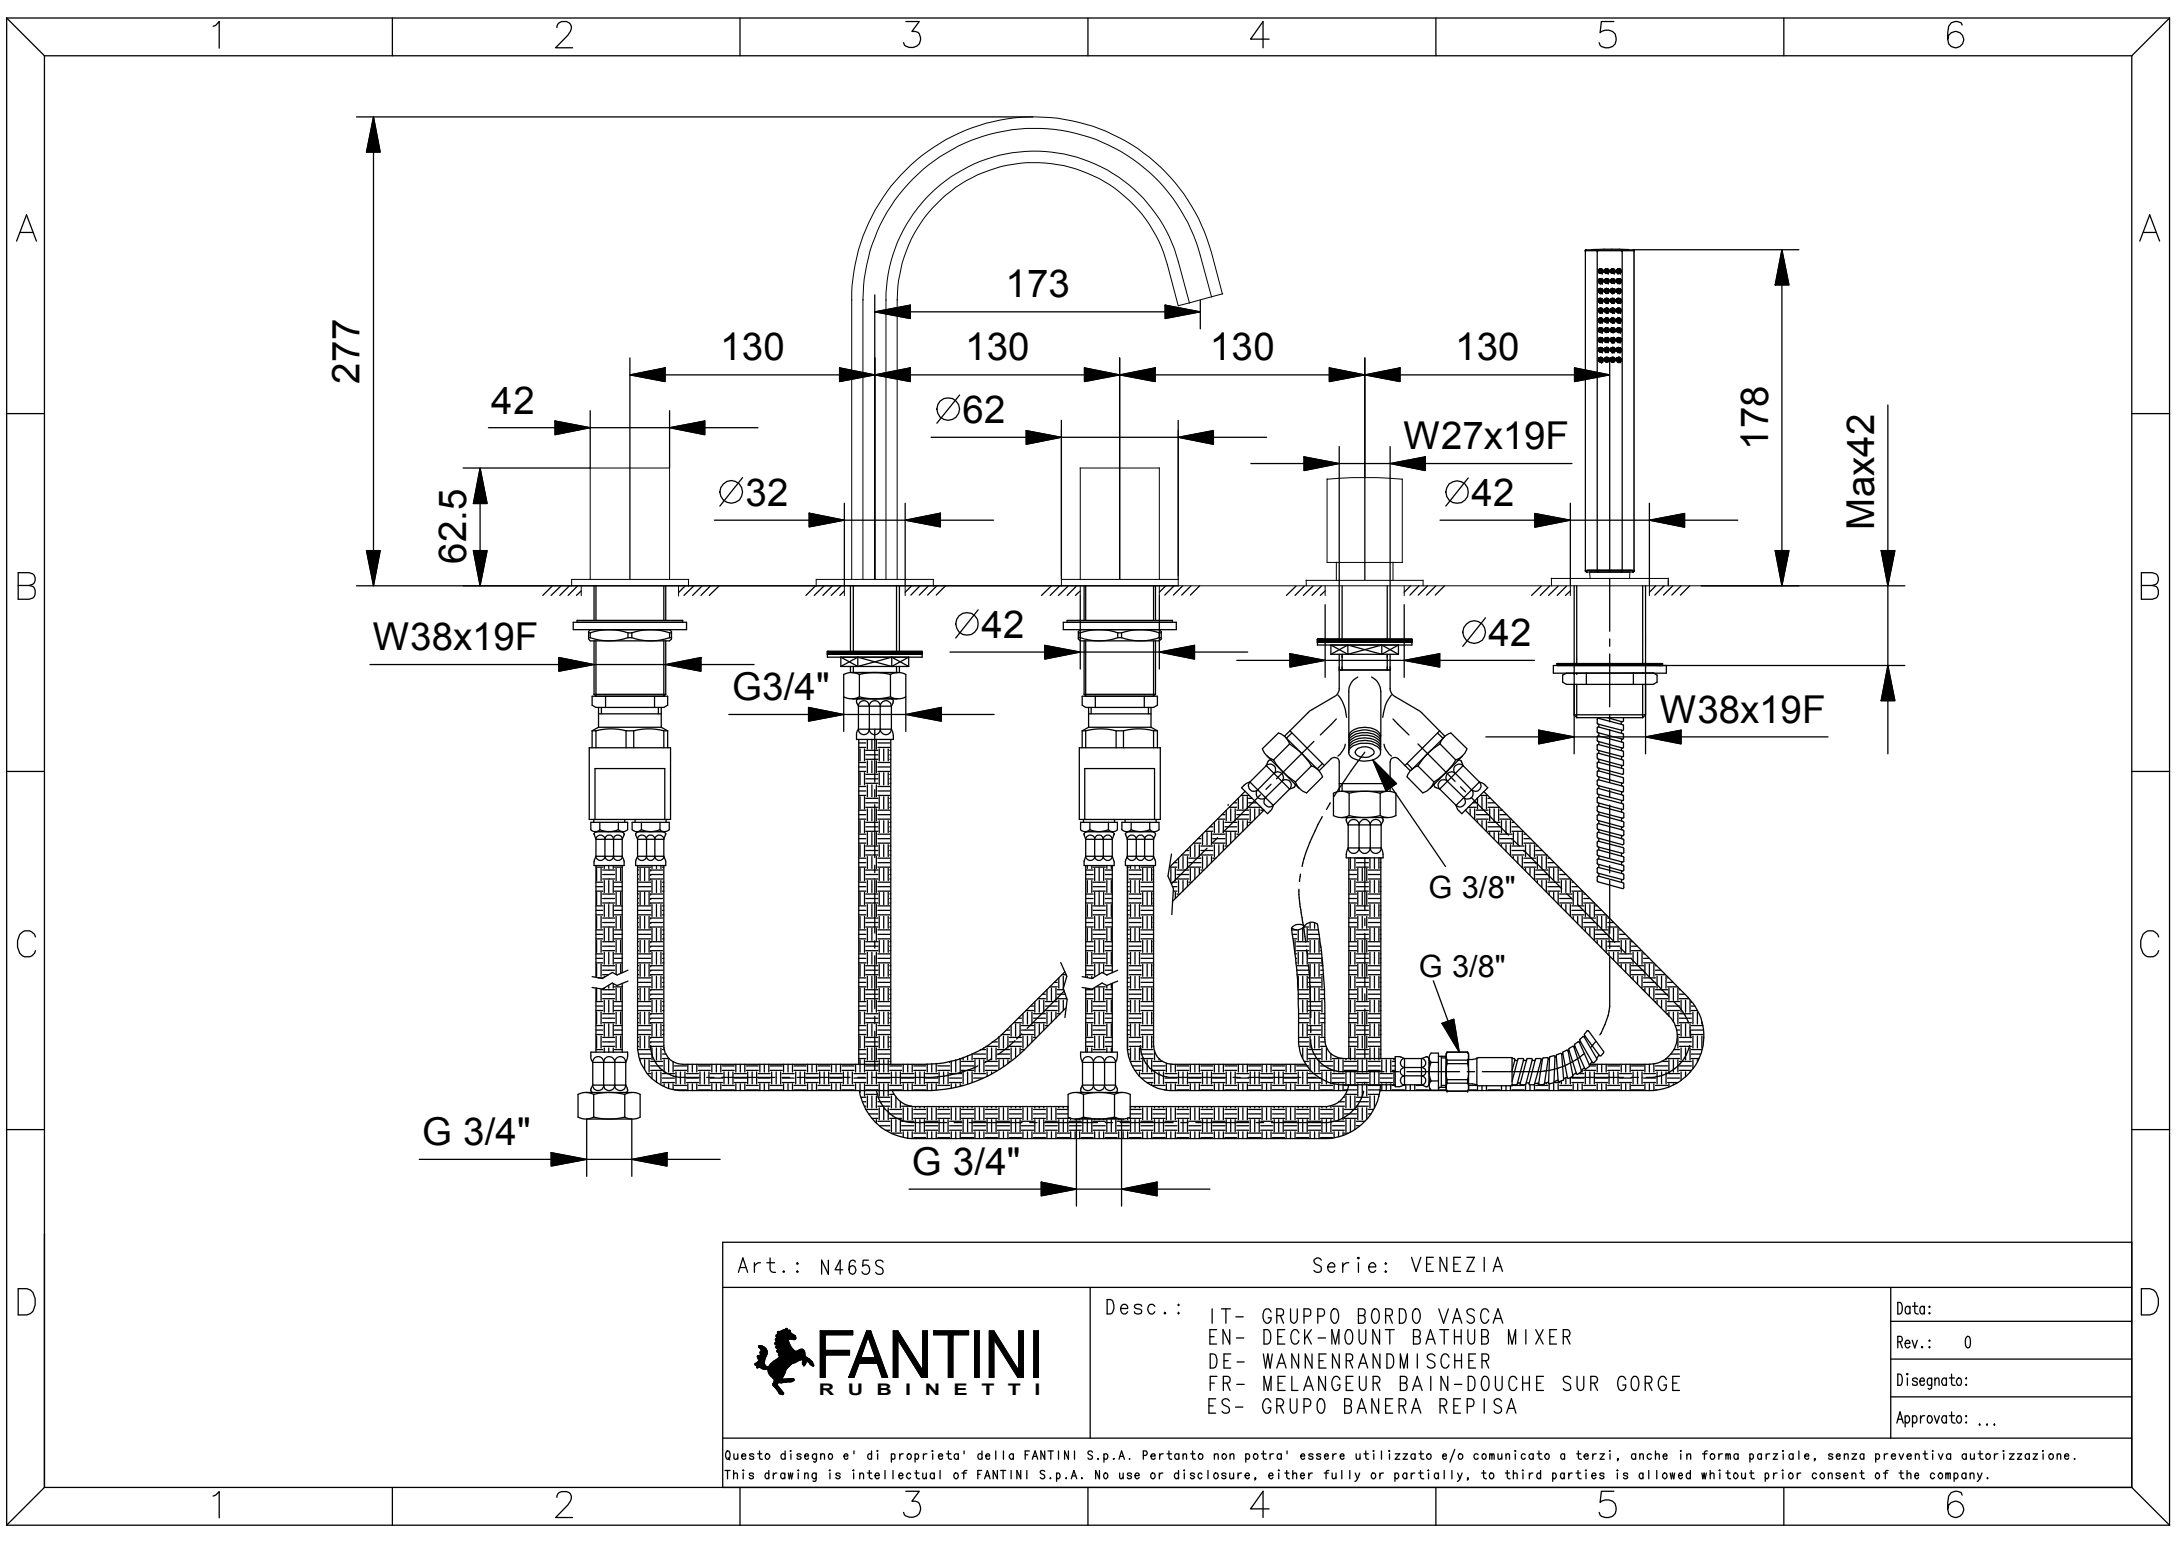 1 2 3 4 5 6
A A
173
277
130 130 130 130
42
Ø62
178
W27x19F
Max42
62.5
Ø32
Ø42
B B
W38x19F
Ø42
Ø42
G3/4"
W38x19F
G 3/8"
C C
G 3/8"
G 3/4"
G 3/4"
Art.: N465S Serie: VENEZIA
D D
FANTINI
RUBINETTI
Desc.: IT- GRUPPO BORDO VASCA
EN- DECK-MOUNT BATHUB MIXER
DE- WANNENRANDMISCHER
FR- MELANGEUR BAIN-DOUCHE SUR GORGE
ES- GRUPO BANERA REPISA
Data:
Rev.: 0
Disegnato:
Approvato: ...
Questo disegno e' di proprieta' della FANTINI S.p.A. Pertanto non potra' essere utilizzato e/o comunicato a terzi, anche in forma parziale, senza preventiva autorizzazione.
This drawing is intellectual of FANTINI S.p.A. No use or disclosure, either fully or partially, to third parties is allowed whitout prior consent of the company.
1 2 3 4 5 6